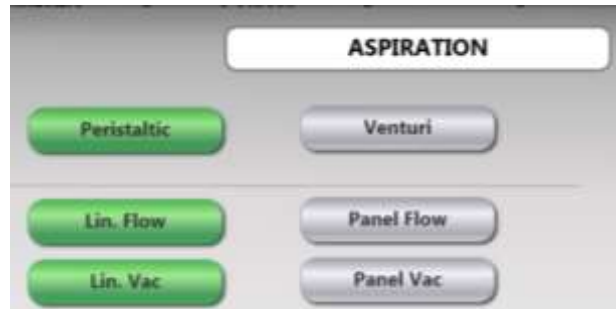 ASPIRATION
Peristaltic
Venturi
Lin. Flow
Panel Flow
Lin. Vac
Panel Vac